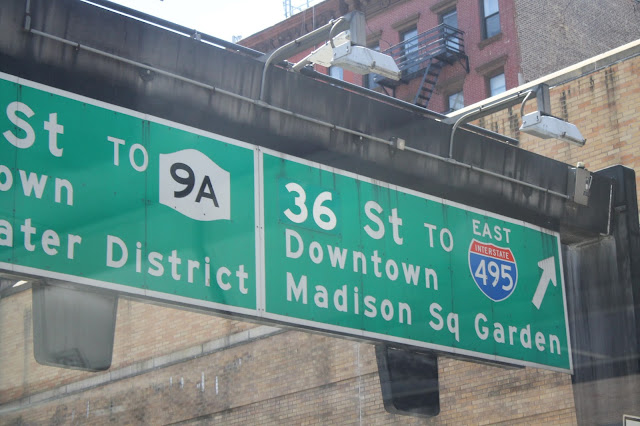 St TO 9A
own
ater District
36 St TO EAST INTERSTATE 495
Downtown
Madison Sq Garden